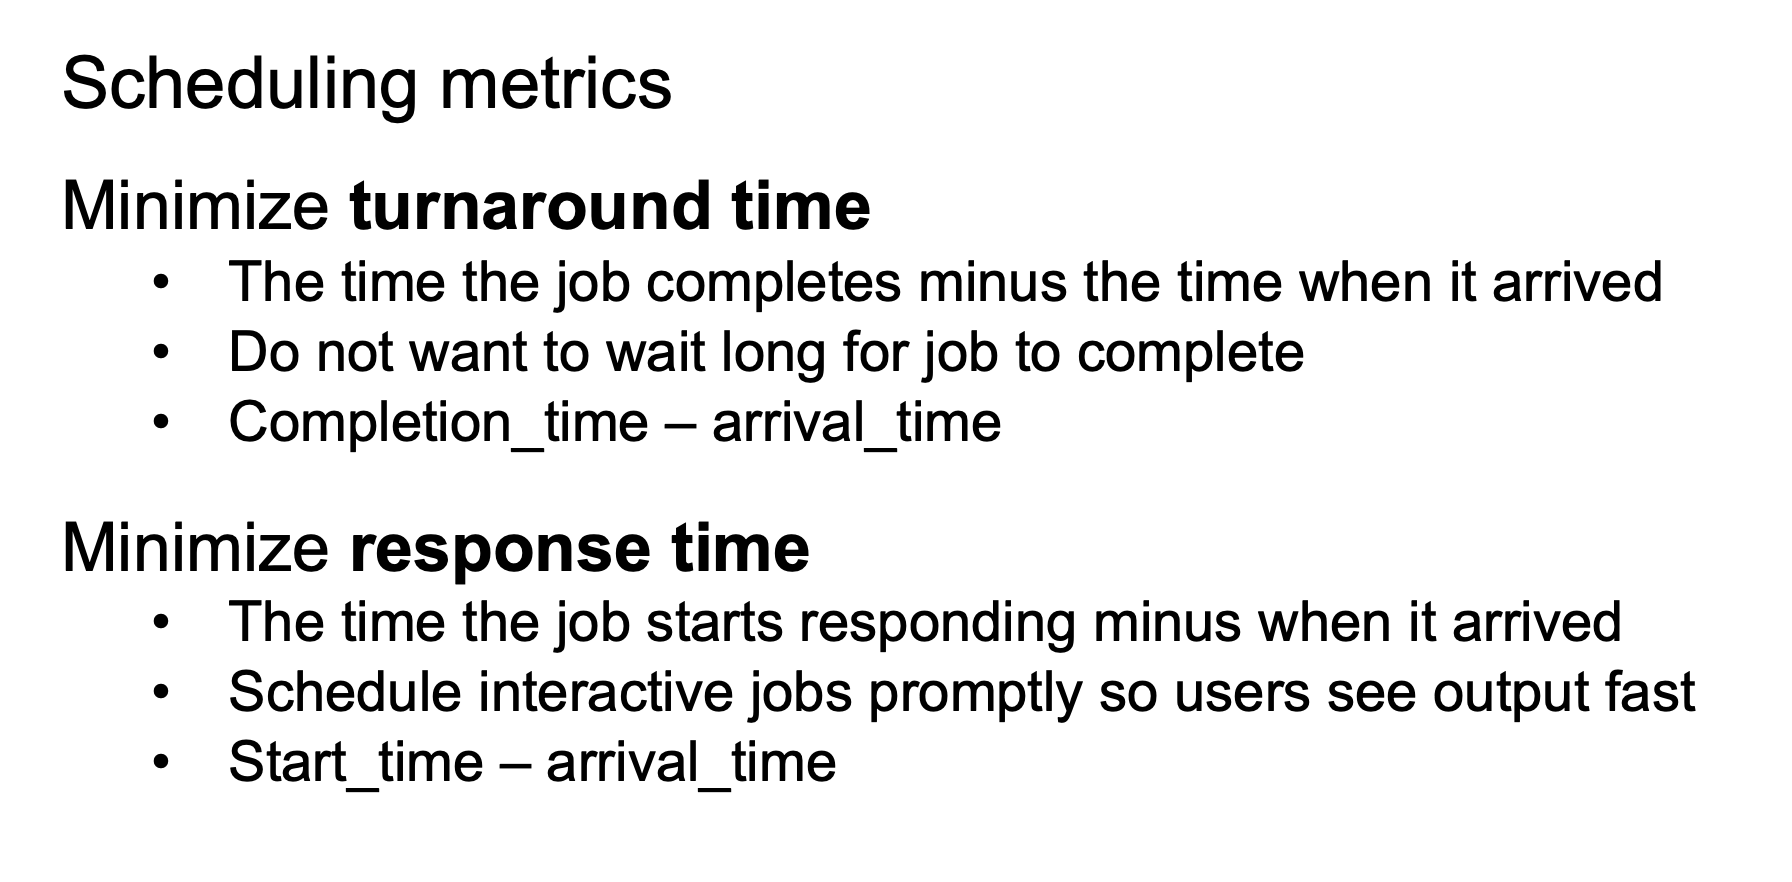 Scheduling metrics
Minimize turnaround time
• The time the job completes minus the time when it arrived
• Do not want to wait long for job to complete
• Completion_time – arrival_time
Minimize response time
• The time the job starts responding minus when it arrived
• Schedule interactive jobs promptly so users see output fast
• Start_time – arrival_time